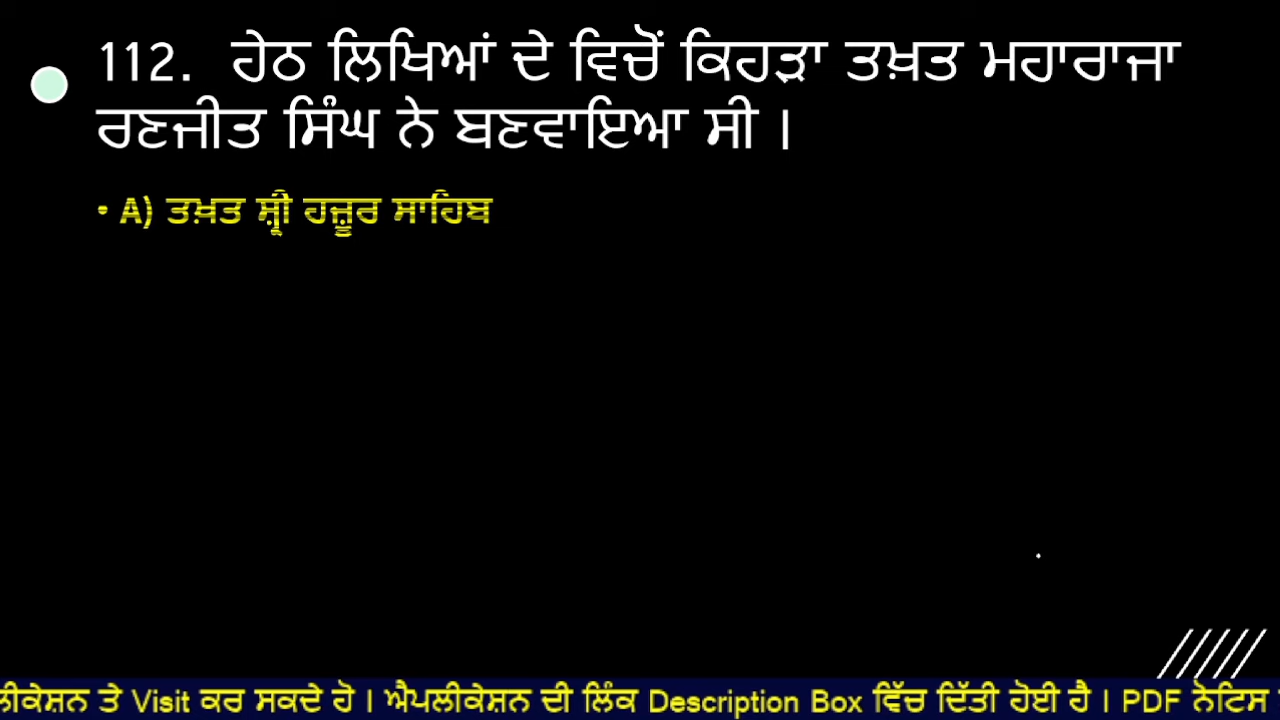 112. ਹੇਠ ਲਿਖਿਆਂ ਦੇ ਵਿਚੋਂ ਕਿਹੜਾ ਤਖ਼ਤ ਮਹਾਰਾਜਾ
ਰਣਜੀਤ ਸਿੰਘ ਨੇ ਬਣਵਾਇਆ ਸੀ ।
• A) ਤਖ਼ਤ ਸ਼੍ਰੀ ਹਜ਼ੂਰ ਸਾਹਿਬ
ਲੀਕੇਸ਼ਨ ਤੇ Visit ਕਰ ਸਕਦੇ ਹੋ । ਐਪਲੀਕੇਸ਼ਨ ਦੀ ਲਿੰਕ Description Box ਵਿੱਚ ਦਿੱਤੀ ਹੋਈ ਹੈ । PDF ਨੋਟਿਸ